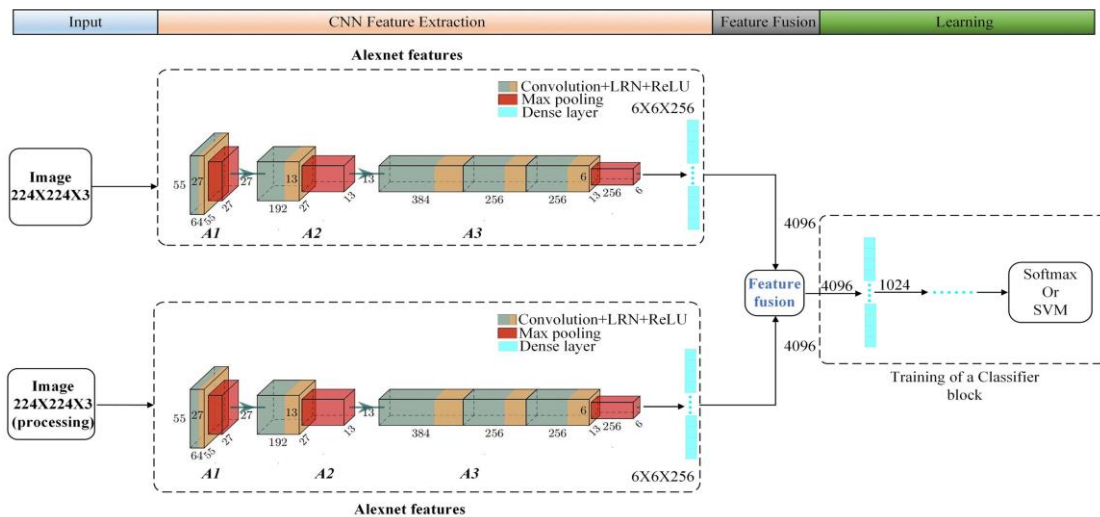 Input
CNN Feature Extraction
Feature Fusion
Learning
Alexnet features
Convolution+LRN+ReLU
Max pooling
Dense layer
6X6X256
Image
224X224X3
55
27
64
55
27
27
192
13
27
13
13
384
256
256
6
13
256
6
A1
A2
A3
4096
Feature
fusion
4096
4096
1024
Softmax
Or
SVM
Training of a Classifier
block
Convolution+LRN+ReLU
Max pooling
Dense layer
Image
224X224X3
(processing)
55
27
64
55
27
27
192
13
27
13
13
384
256
256
6
13
256
6
A1
A2
A3
6X6X256
Alexnet features